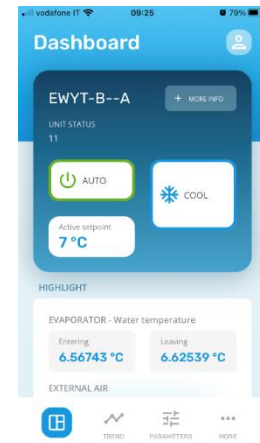 vodafone IT 09:25 79%
Dashboard
EWYT-B--A
+ MORE INFO
UNIT STATUS
11
AUTO
COOL
Active setpoint
7 °C
HIGHLIGHT
EVAPORATOR - Water temperature
Entering
6.56743 °C
Leaving
6.62539 °C
EXTERNAL AIR
TREND
PARAMETERS
MORE